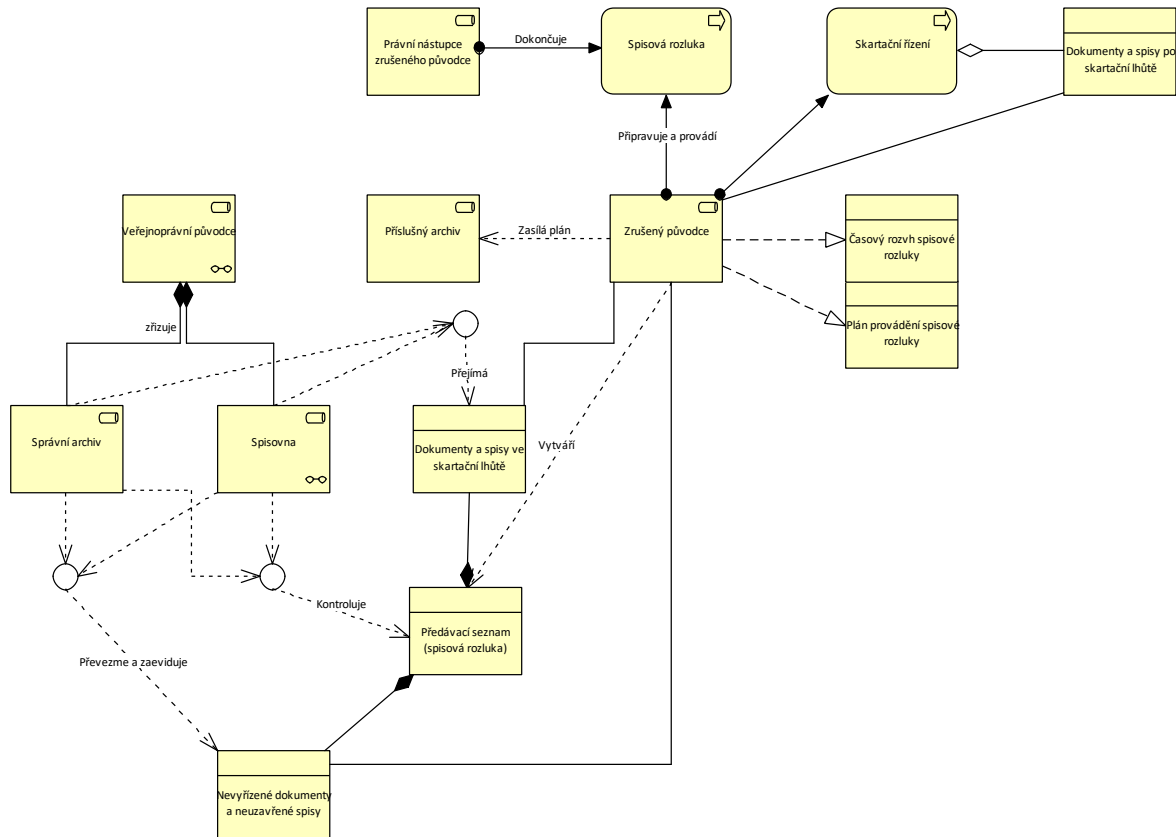 Právní nástupce
zrušeného původce
Dokončuje
Spisová rozluka
Skartační řízení
Dokumenty a spisy po
skartační lhůtě
Připravuje a provádí
Veřejnoprávní původce
Příslušný archiv
Zasílá plán
Zrušený původce
Časový rozvh spisové
rozluky
Plán provádění spisové
rozluky
zřizuje
Přejímá
Správní archiv
Spisovna
Dokumenty a spisy ve
skartační lhůtě
Vytváří
Kontroluje
Předávací seznam
(spisová rozluka)
Převezme a zaeviduje
Nevyřízené dokumenty
a neuzavřené spisy